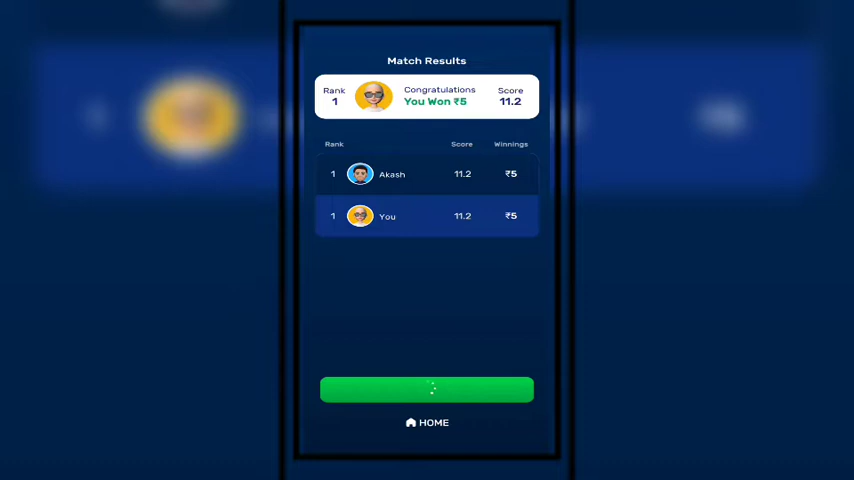 Match Results
Rank Congratulations Score
1 You Won ₹5 11.2
Rank Score Winnings
1 Akash 11.2 ₹5
1 You 11.2 ₹5
HOME